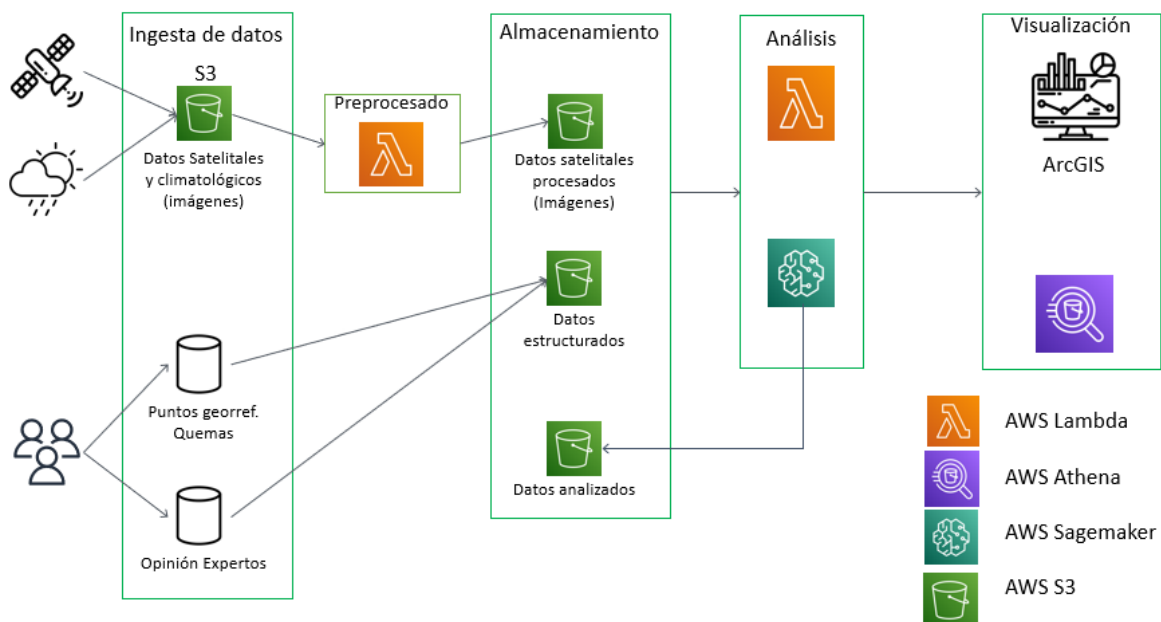 Ingesta de datos
S3
Datos Satelitales
y climatológicos
(imágenes)
Puntos georref.
Quemas
Opinión Expertos
Preprocesado
Almacenamiento
Datos satelitales
procesados
(Imágenes)
Datos
estructurados
Datos analizados
Análisis
Visualización
ArcGIS
AWS Lambda
AWS Athena
AWS Sagemaker
AWS S3